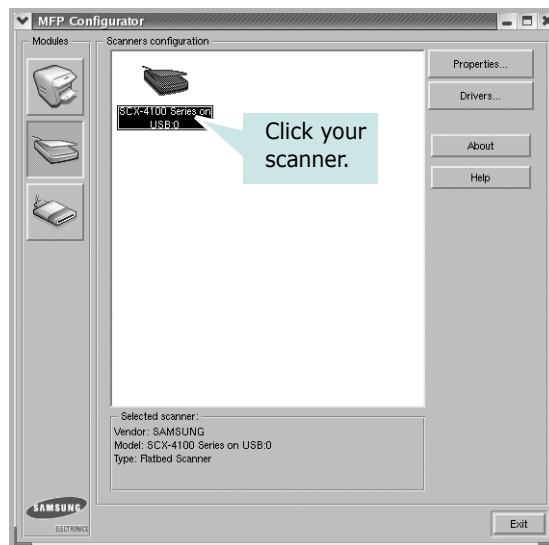 MFP Configurator
Modules
Scanners configuration
SCX-4100 Series on
USB:0
Click your
scanner.
Properties...
Drivers...
About
Help
Selected scanner:
Vendor: SAMSUNG
Model: SCX-4100 Series on USB:0
Type: Flatbed Scanner
SAMSUNG
ELECTRONICS
Exit